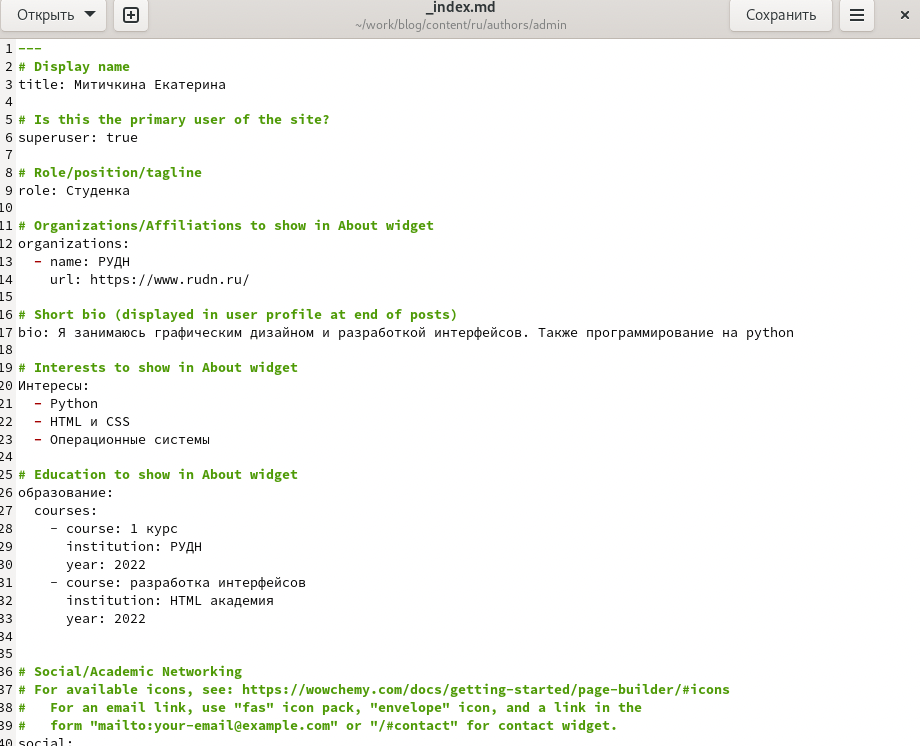 Открыть
_index.md
~/work/blog/content/ru/authors/admin
Сохранить
1 ---
2 # Display name
3 title: Митичкина Екатерина
4
5 # Is this the primary user of the site?
6 superuser: true
7
8 # Role/position/tagline
9 role: Студенка
10
11 # Organizations/Affiliations to show in About widget
12 organizations:
13   - name: РУДН
14     url: https://www.rudn.ru/
15
16 # Short bio (displayed in user profile at end of posts)
17 bio: Я занимаюсь графическим дизайном и разработкой интерфейсов. Также программирование на python
18
19 # Interests to show in About widget
20 Интересы:
21   - Python
22   - HTML и CSS
23   - Операционные системы
24
25 # Education to show in About widget
26 образование:
27   courses:
28     - course: 1 курс
29       institution: РУДН
30       year: 2022
31     - course: разработка интерфейсов
32       institution: HTML академия
33       year: 2022
34
35
36 # Social/Academic Networking
37 # For available icons, see: https://wowchemy.com/docs/getting-started/page-builder/#icons
38 #   For an email link, use "fas" icon pack, "envelope" icon, and a link in the
39 #   form "mailto:your-email@example.com" or "/#contact" for contact widget.
40 social: